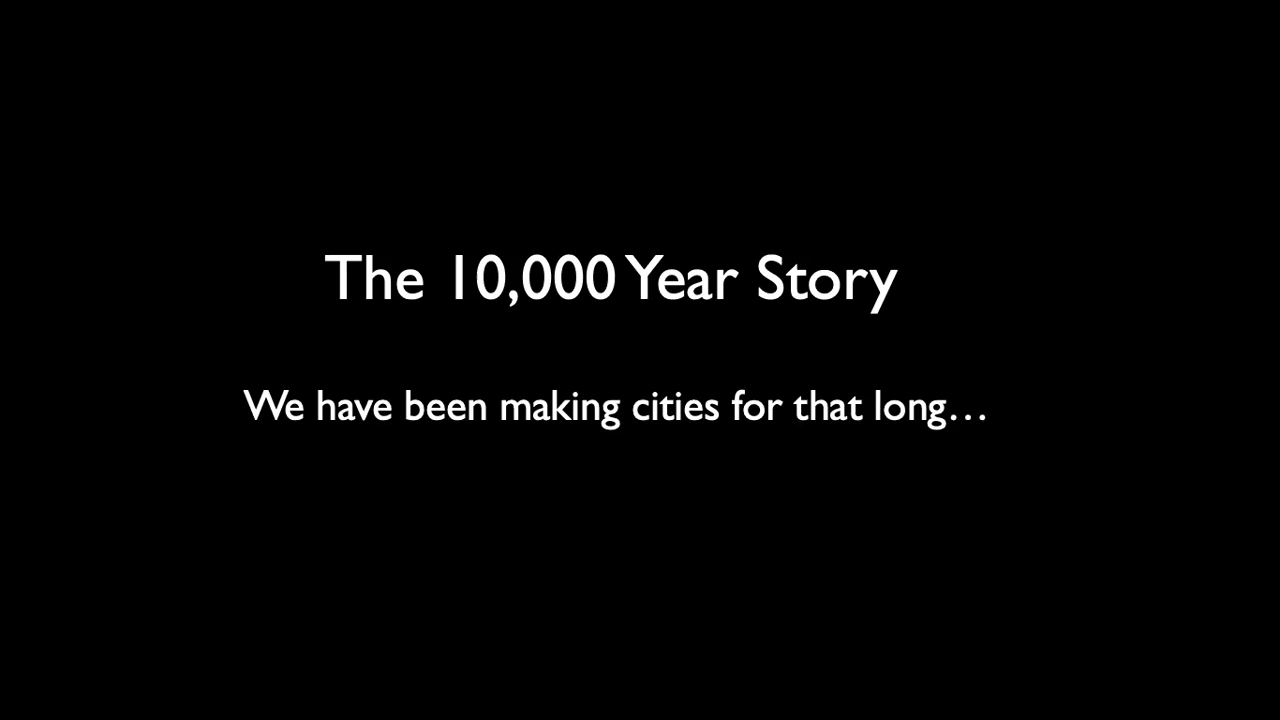 The 10,000 Year Story
We have been making cities for that long…